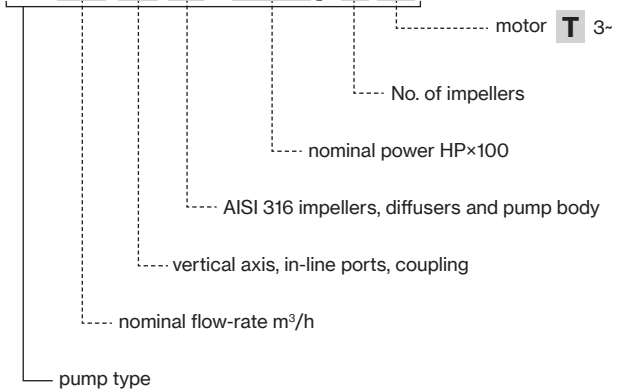 motor T 3~
No. of impellers
nominal power HP×100
AISI 316 impellers, diffusers and pump body
vertical axis, in-line ports, coupling
nominal flow-rate m³/h
pump type